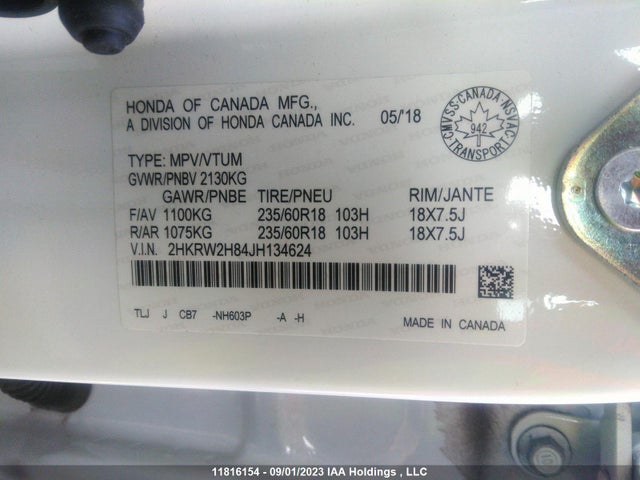 HONDA OF CANADA MFG.,
A DIVISION OF HONDA CANADA INC. 05/'18
CMVSS·CANADA·NSVAC
942
TRANSPORT
TYPE: MPV/VTUM
GVWR/PNBV 2130KG
GAWR/PNBE TIRE/PNEU RIM/JANTE
F/AV 1100KG 235/60R18 103H 18X7.5J
R/AR 1075KG 235/60R18 103H 18X7.5J
V.I.N. 2HKRW2H84JH134624
TLJ J CB7 -NH603P -A -H
MADE IN CANADA
11816154 - 09/01/2023 IAA Holdings , LLC